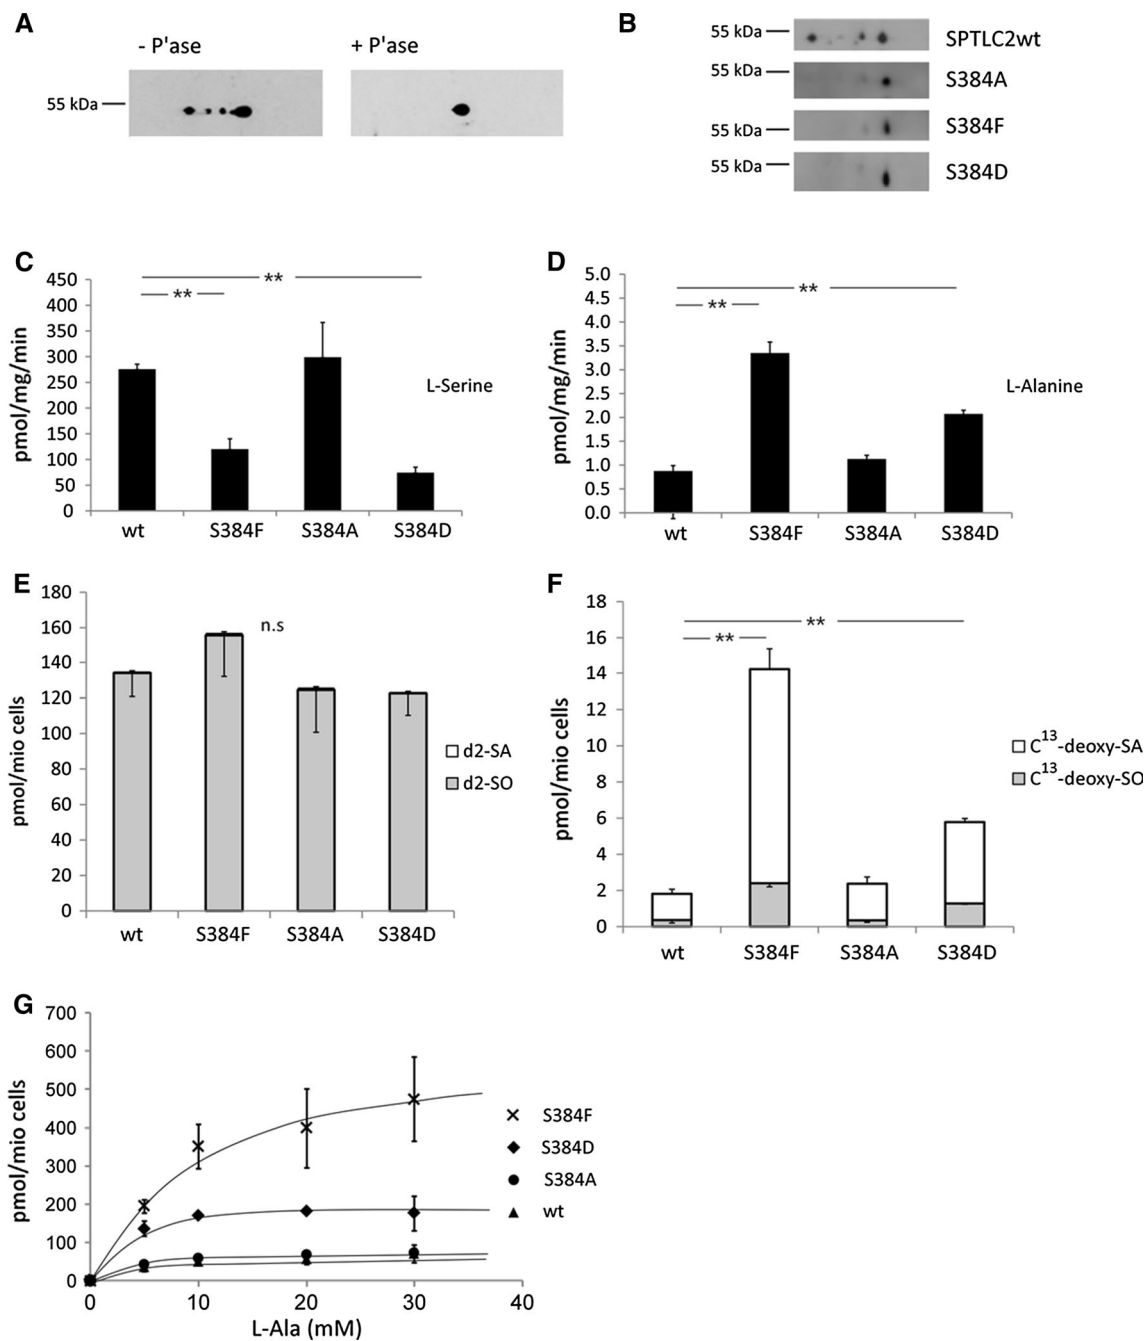 A
- P'ase
+ P'ase
55 kDa
B
55 kDa
SPTLC2wt
55 kDa
S384A
55 kDa
S384F
55 kDa
S384D
C
pmol/mg/min
450
400
350
300
250
200
150
100
50
0
**
**
L-Serine
wt
S384F
S384A
S384D
D
pmol/mg/min
5.0
4.5
4.0
3.5
3.0
2.5
2.0
1.5
1.0
0.5
0.0
**
**
L-Alanine
wt
S384F
S384A
S384D
E
pmol/mio cells
180
160
140
120
100
80
60
40
20
0
n.s
d2-SA
d2-SO
wt
S384F
S384A
S384D
F
pmol/mio cells
18
16
14
12
10
8
6
4
2
0
**
**
C¹³-deoxy-SA
C¹³-deoxy-SO
wt
S384F
S384A
S384D
G
pmol/mio cells
700
600
500
400
300
200
100
0
S384F
S384D
S384A
wt
0
10
20
30
40
L-Ala (mM)